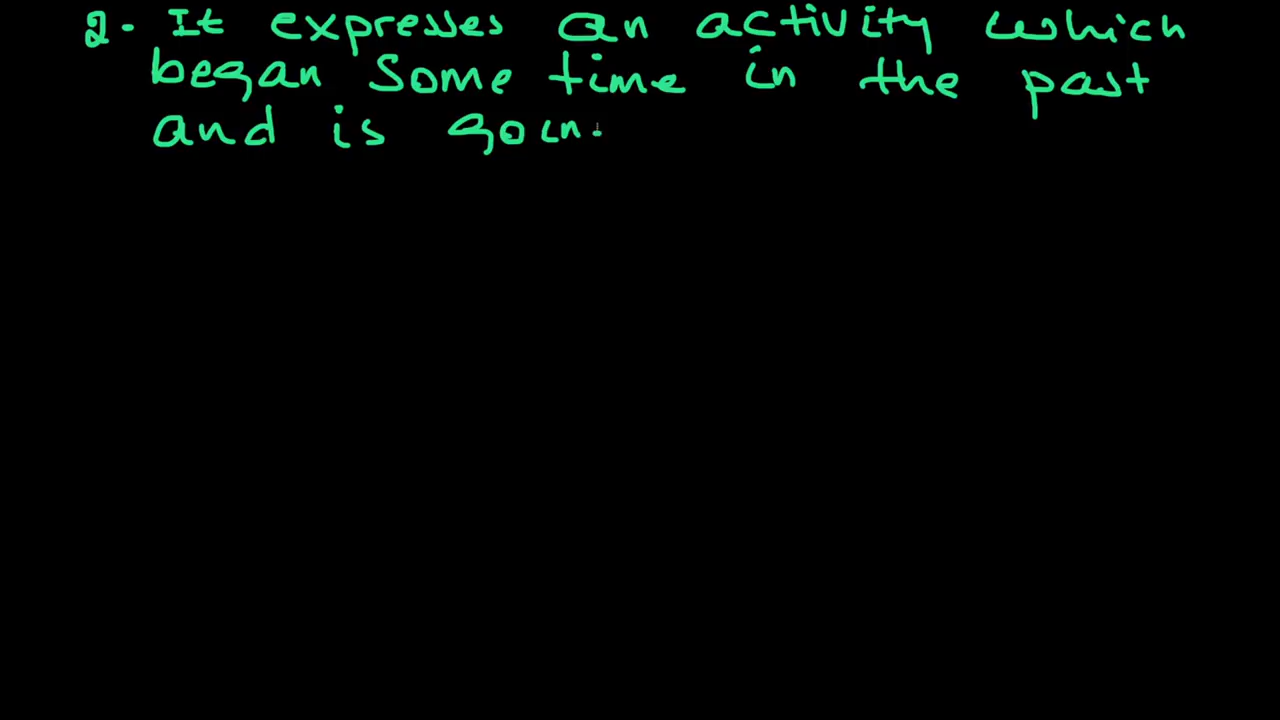 2. It expresses an activity which
began some time in the past
and is goin